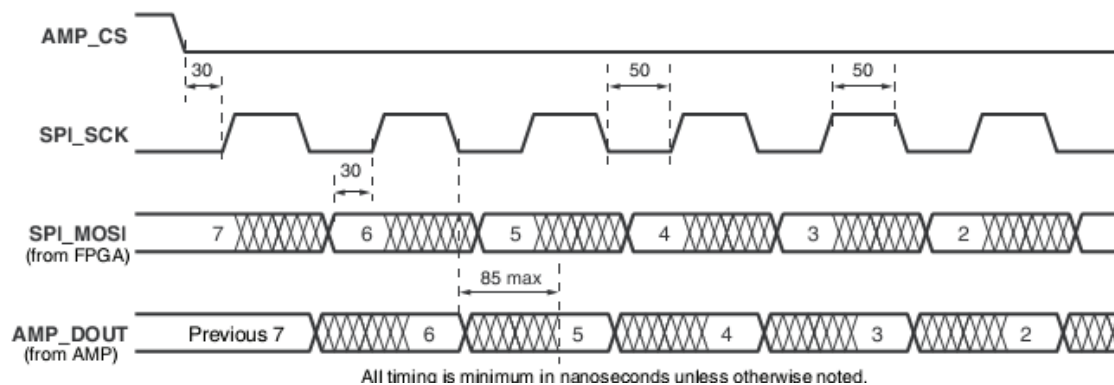 AMP_CS
30
50
50
SPI_SCK
30
SPI_MOSI
(from FPGA)
7 6 5 4 3 2
85 max
AMP_DOUT
(from AMP)
Previous 7 6 5 4 3 2
All timing is minimum in nanoseconds unless otherwise noted.